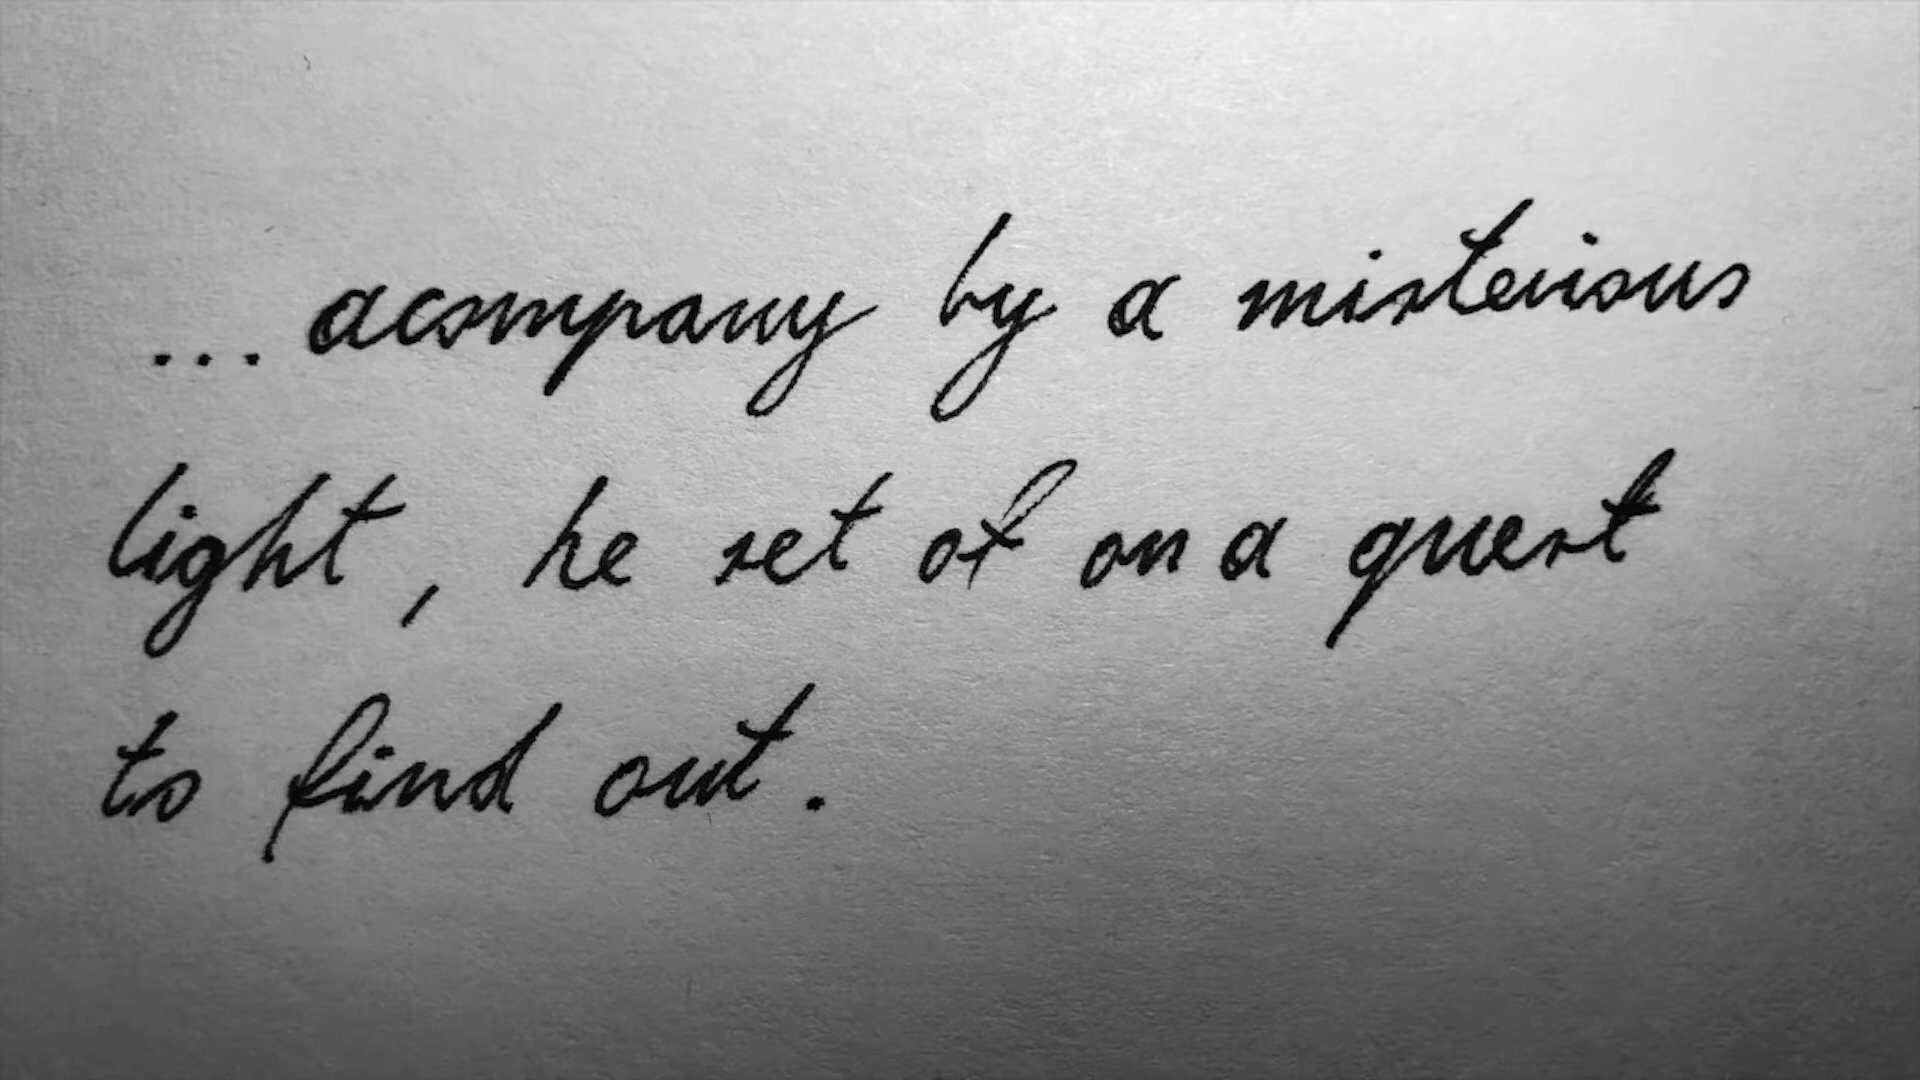 ... acompany by a misterious
light, he set of on a quest
to find out.